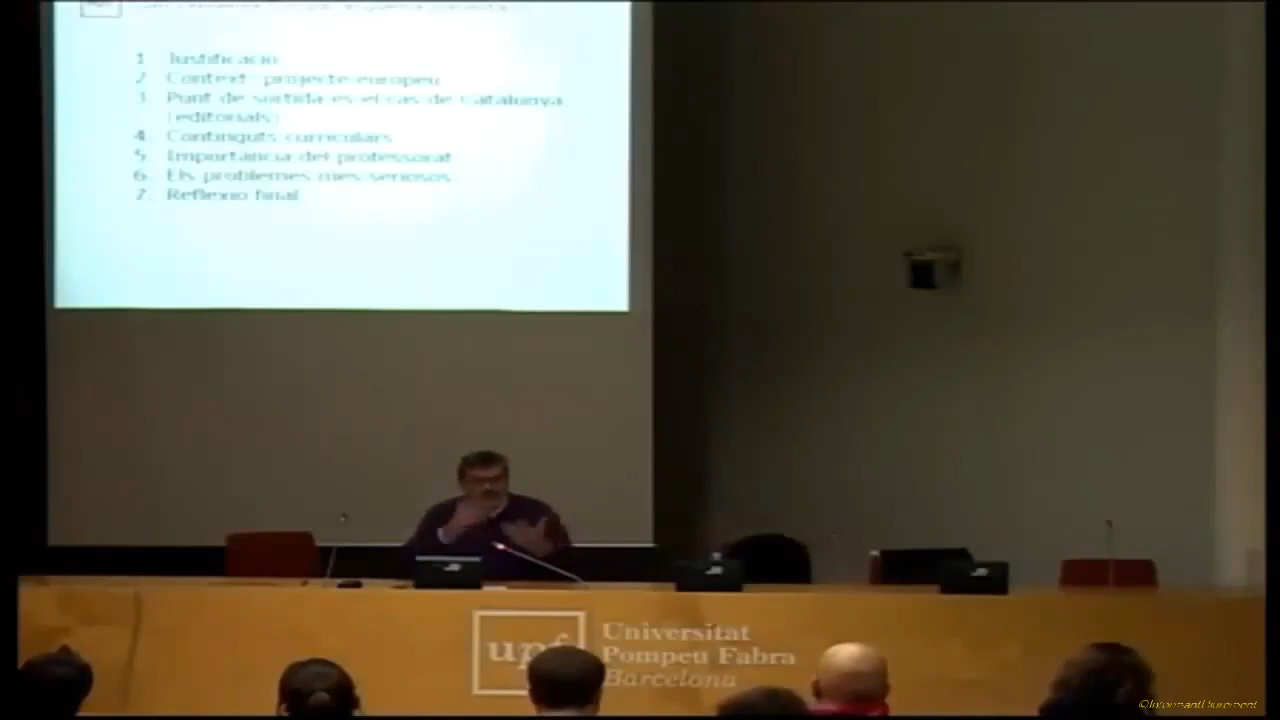 1 Justificació
2 Context: projecte europeu
3 Punt de sortida és el cas de Catalunya
(editorials)
4. Continguts curriculars
5. Importància del professorat
6. Els problemes més seriosos
7. Reflexió final
upf
Universitat
Pompeu Fabra
Barcelona